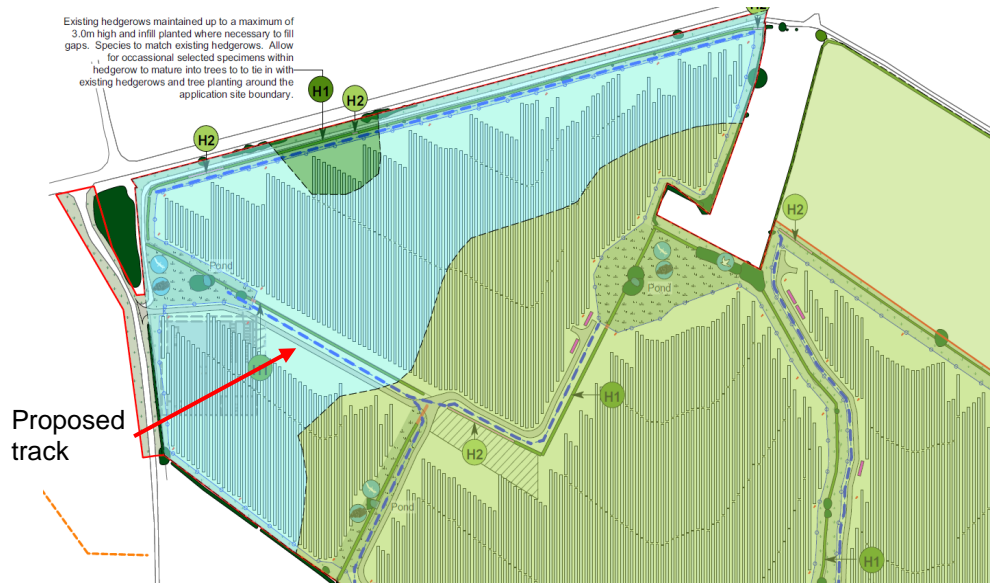 Existing hedgerows maintained up to a maximum of
3.0m high and infill planted where necessary to fill
gaps. Species to match existing hedgerows. Allow
for occassional selected specimens within
hedgerow to mature into trees to to tie in with
existing hedgerows and tree planting around the
application site boundary.
H2
H1
H2
H2
H2
Pond
Pond
H1
H1
Proposed
track
H2
Pond
H1